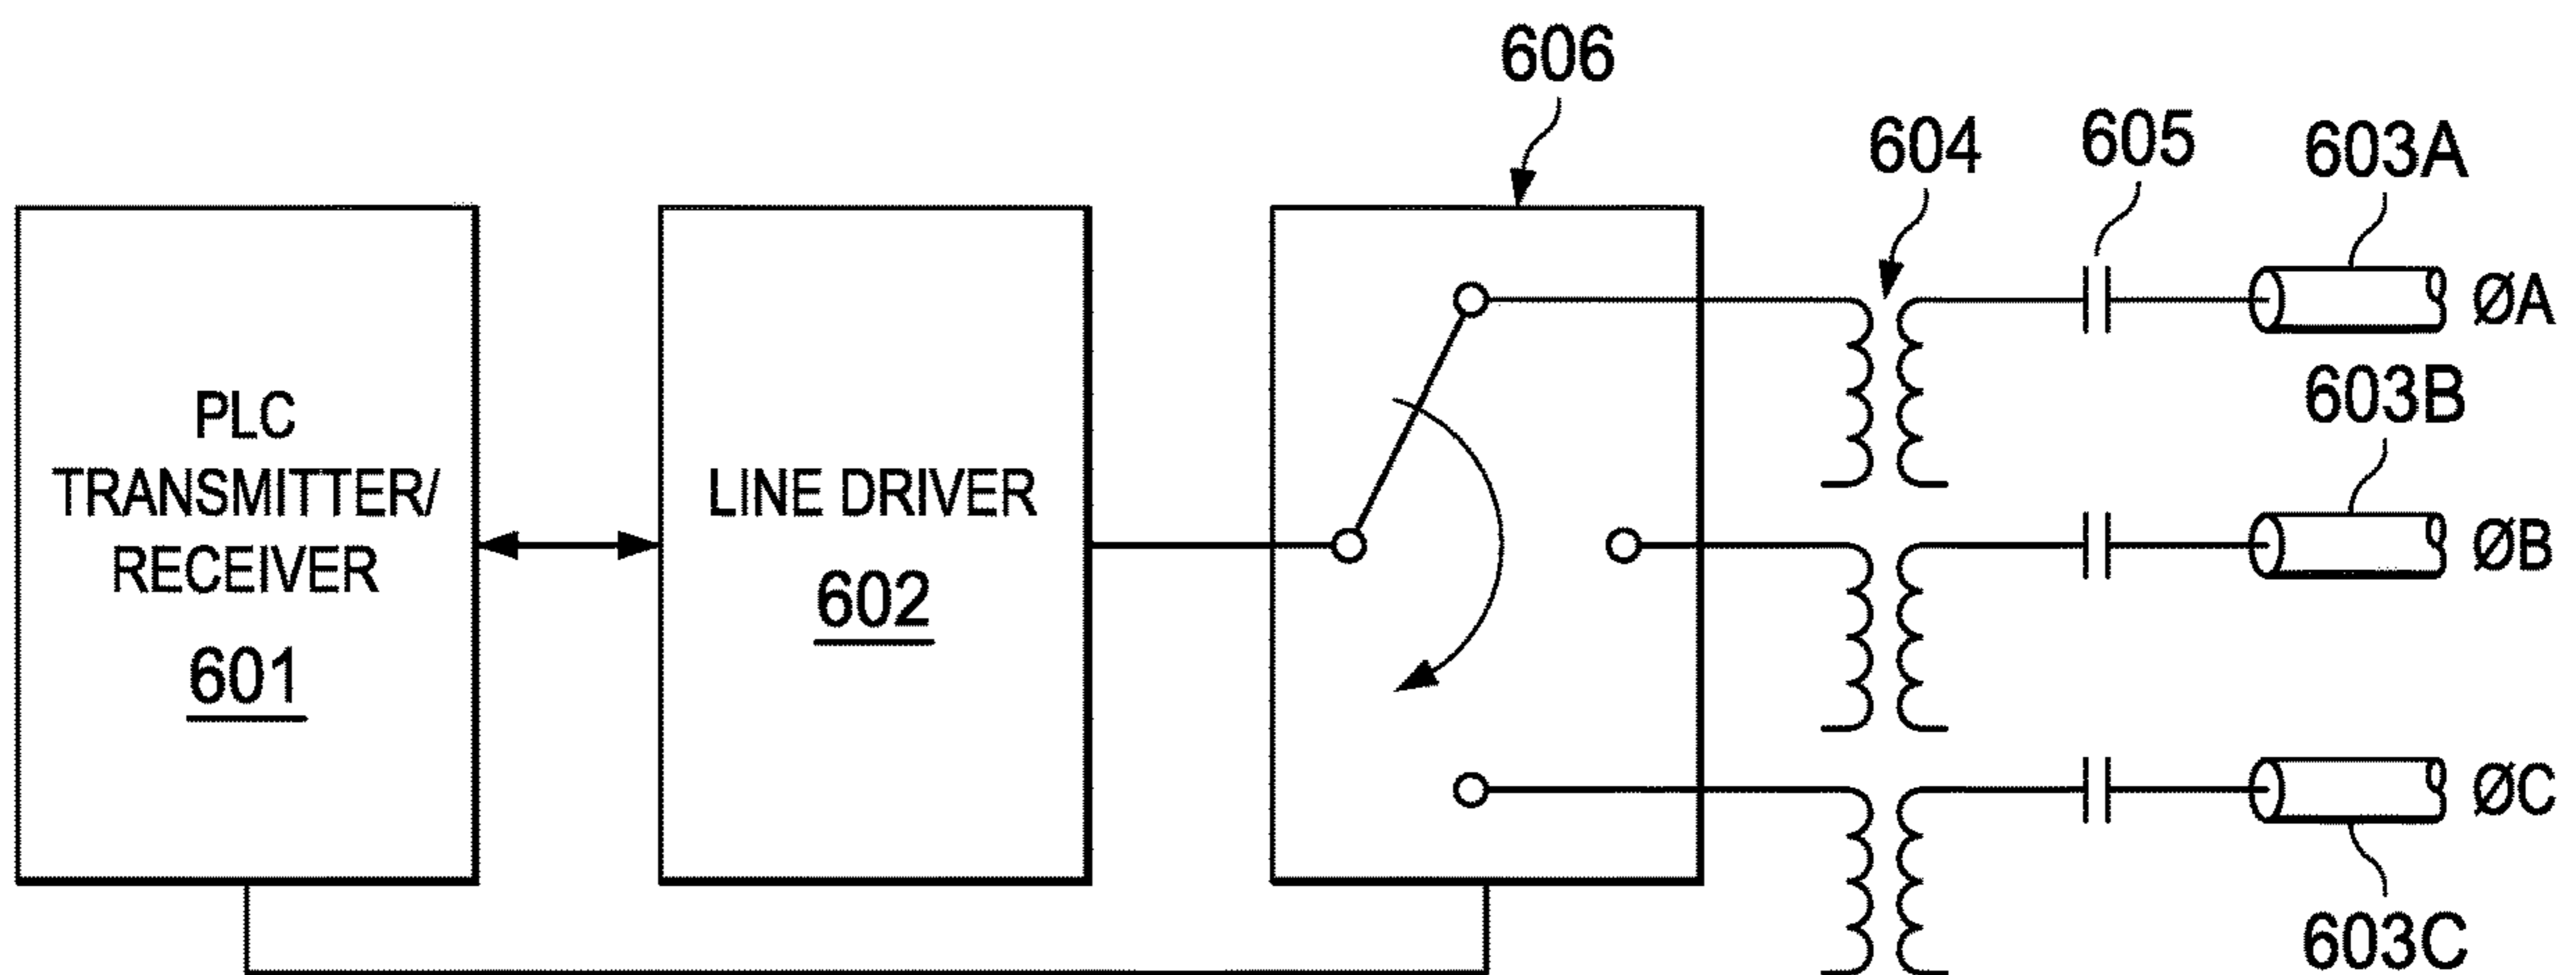 606
604
605
603A
ØA
603B
ØB
603C
ØC
PLC
TRANSMITTER/
RECEIVER
601
LINE DRIVER
602